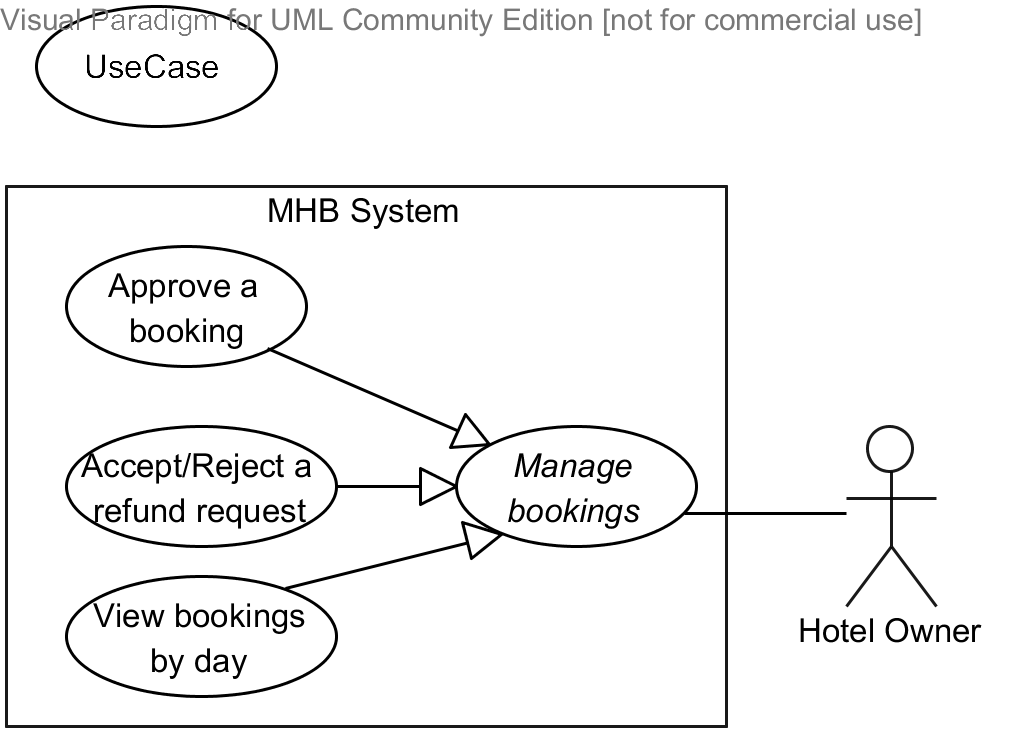 Visual Paradigm for UML Community Edition [not for commercial use]
UseCase
MHB System
Approve a
booking
Accept/Reject a
refund request
Manage
bookings
View bookings
by day
Hotel Owner